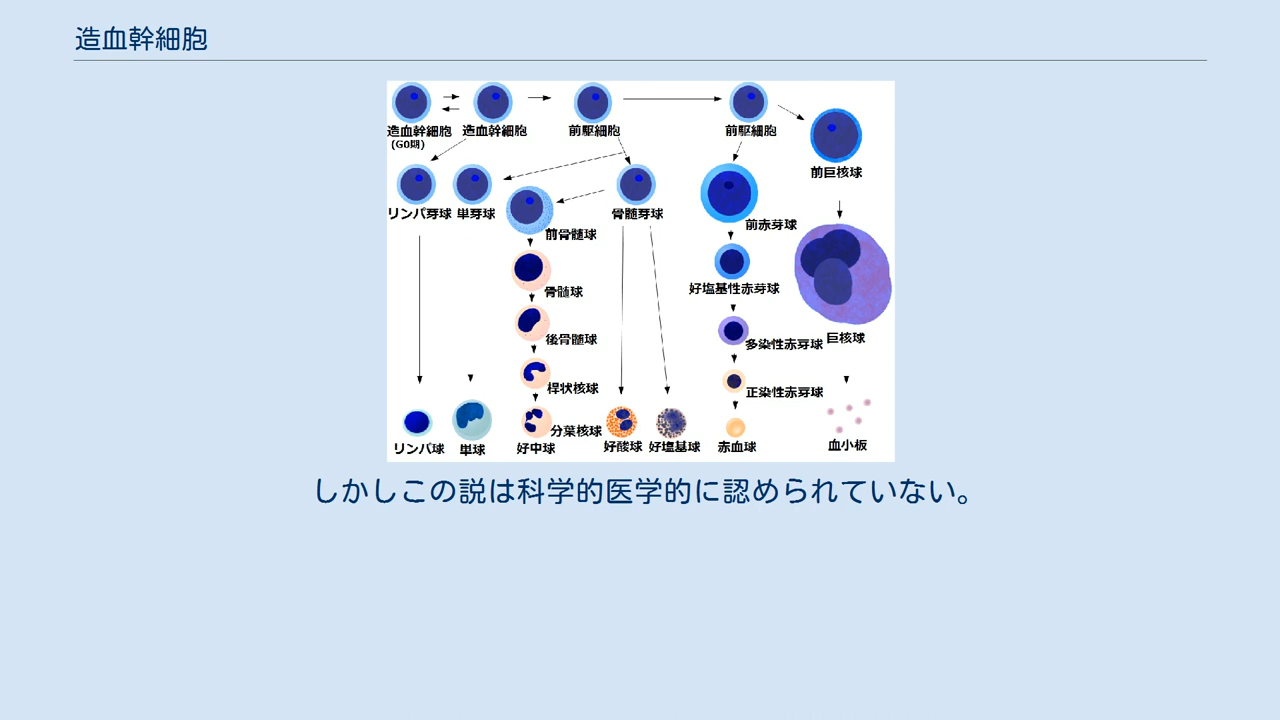 造血幹細胞
造血幹細胞
(G0期)
造血幹細胞
前駆細胞
前駆細胞
前巨核球
リンパ芽球
単芽球
前骨髄球
骨髄芽球
前赤芽球
骨髄球
好塩基性赤芽球
後骨髄球
多染性赤芽球
巨核球
桿状核球
正染性赤芽球
分葉核球
リンパ球
単球
好中球
好酸球
好塩基球
赤血球
血小板
しかしこの説は科学的医学的に認められていない。